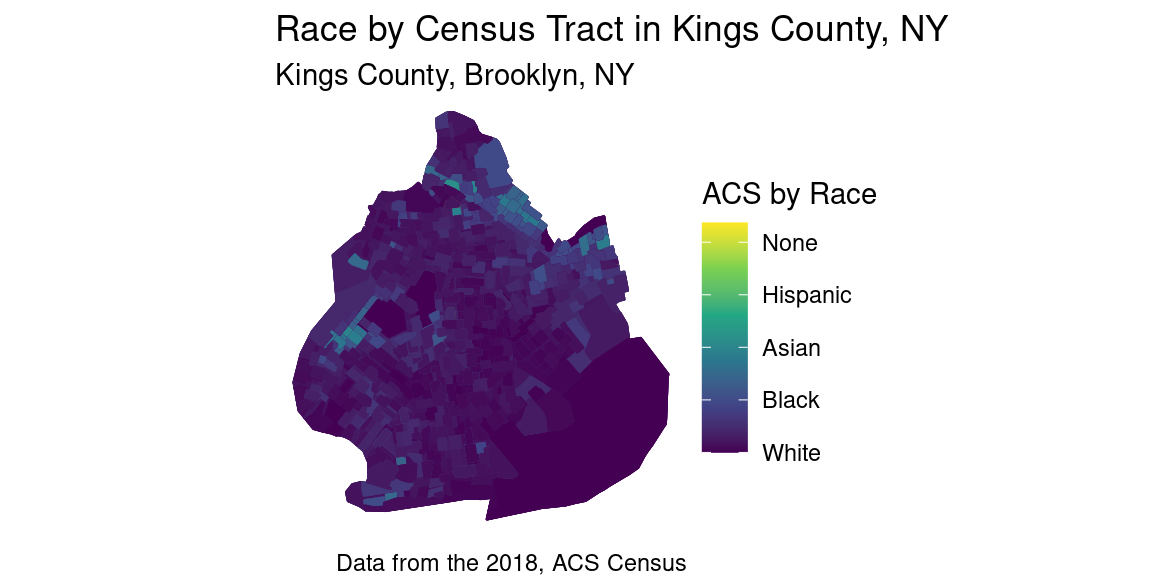 Race by Census Tract in Kings County, NY
Kings County, Brooklyn, NY
ACS by Race
None
Hispanic
Asian
Black
White
Data from the 2018, ACS Census